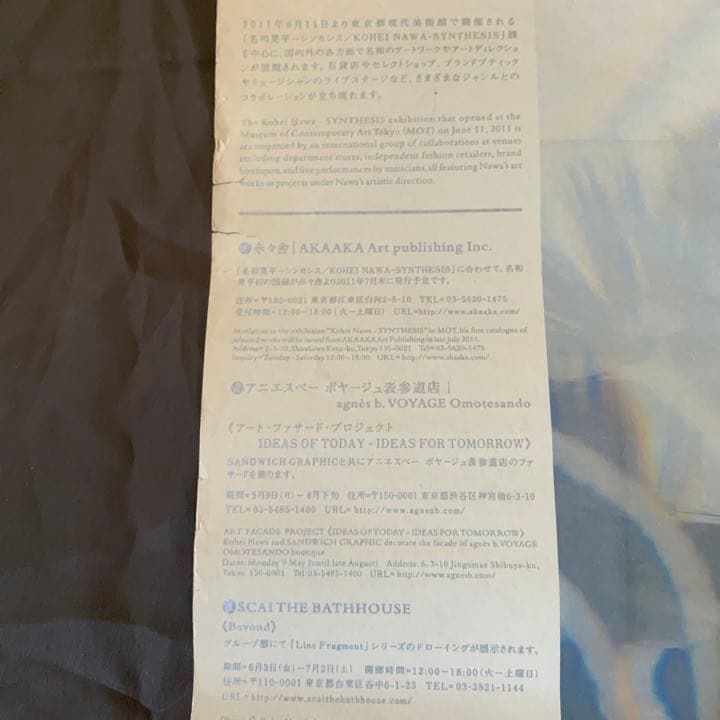 2011年6月11日より東京都現代美術館で開催される
「名和晃平－シンセシス／KOHEI NAWA-SYNTHESIS」展
を中心に、国内外の各方面で名和のアートワークやアートディレクショ
ンが展開されます。百貨店やセレクトショップ、ブランドブティック
やミュージシャンのライブステージなど、さまざまなジャンルとの
コラボレーションが立ち現れます。
The Kohei Nawa - SYNTHESIS exhibition that opened at the
Museum of Contemporary Art Tokyo (MOT) on June 11, 2011 is
accompanied by an international group of collaborations at venues
including department stores, independent fashion retailers, brand
boutiques, and live performances by musicians, all featuring Nawa's art
works or projects under Nawa's artistic direction.
赤々舎 | AKAAKA Art publishing Inc.
「名和晃平－シンセシス／KOHEI NAWA-SYNTHESIS」に合わせて、名和
晃平初の図録が赤々舎より2011年7月末に発行予定です。
住所=〒135-0021 東京都江東区白河2-5-10 TEL=03-5620-1475
受付時間=12:00-18:00（火－土曜日） URL=http://www.akaaka.com/
In relation to the exhibition "Kohei Nawa - SYNTHESIS" in MOT, his first catalogue of
selected works will be issued from AKAAKA Art Publishing in late July 2011.
Address= 2-5-10, Shirakawa Koto-ku, Tokyo 135-0021 Tel= 03-5620-1475
Inquiry= Tuesday - Saturday 12:00-18:00 URL= http://www.akaaka.com/
アニエスベー ボヤージュ表参道店 |
agnès b. VOYAGE Omotesando
《アート・ファサード・プロジェクト
IDEAS OF TODAY - IDEAS FOR TOMORROW》
SANDWICH GRAPHICと共にアニエスベー ボヤージュ表参道店のファ
サードを飾ります。
期間=5月9日(月)－8月下旬 住所=〒150-0001 東京都渋谷区神宮前6-3-10
TEL= 03-5485-1400 URL= http://www.agnesb.com/
ART FACADE PROJECT《IDEAS OF TODAY - IDEAS FOR TOMORROW》
Kohei Nawa and SANDWICH GRAPHIC decorate the facade of agnès b. VOYAGE
OMOTESANDO boutique
Date= Monday 9 May (until late August) Address: 6-3-10 Jingumae Shibuya-ku,
Tokyo 150-0001 Tel: 03-5485-1400 URL= http://www.agnesb.com/
SCAI THE BATHHOUSE
《Beyond》
グループ展にて「Line Fragment」シリーズのドローイングが展示されます。
期間=6月3日(金)－7月2日(土) 開廊時間=12:00-18:00(火－土曜日)
住所=〒110-0001 東京都台東区谷中6-1-23 TEL=03-3821-1144
URL=http://www.scaithebathhouse.com/